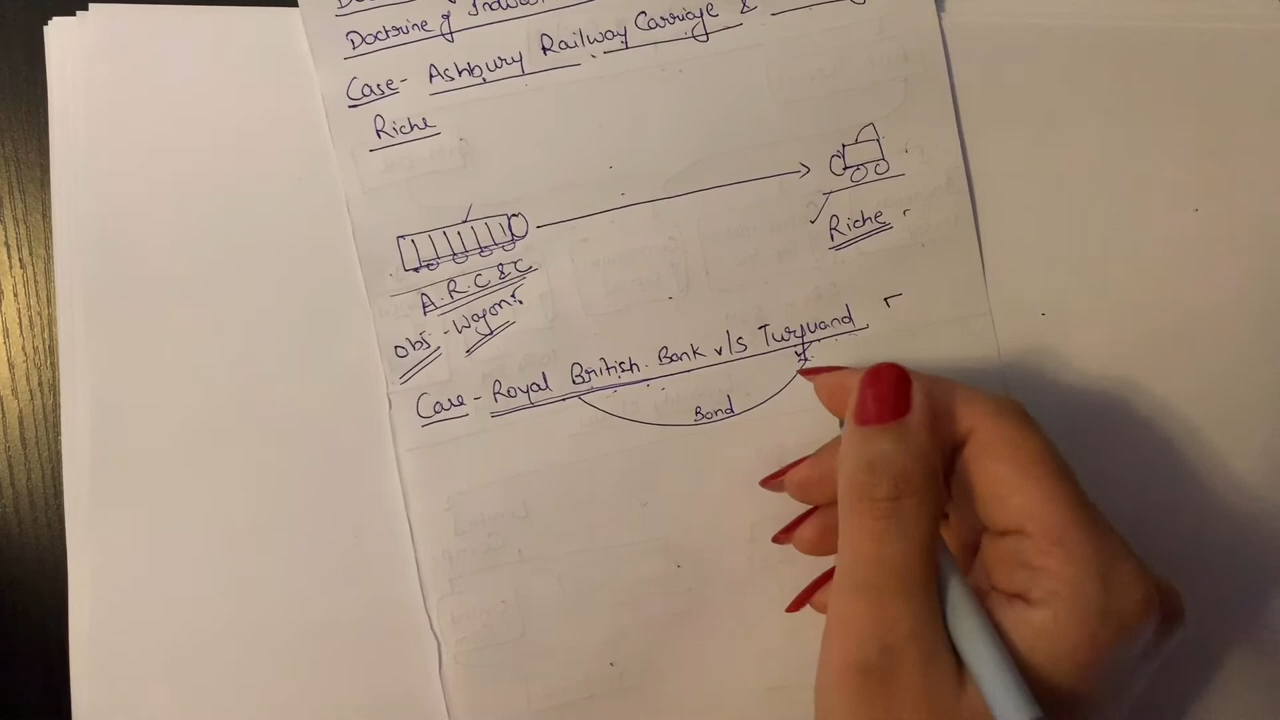 Doctrine of
Case- Ashbury Railway Carriage &
Riche
Riche
A.R.C & C
Obj - Wagons
Case - Royal British Bank v/s Turquand
Bond